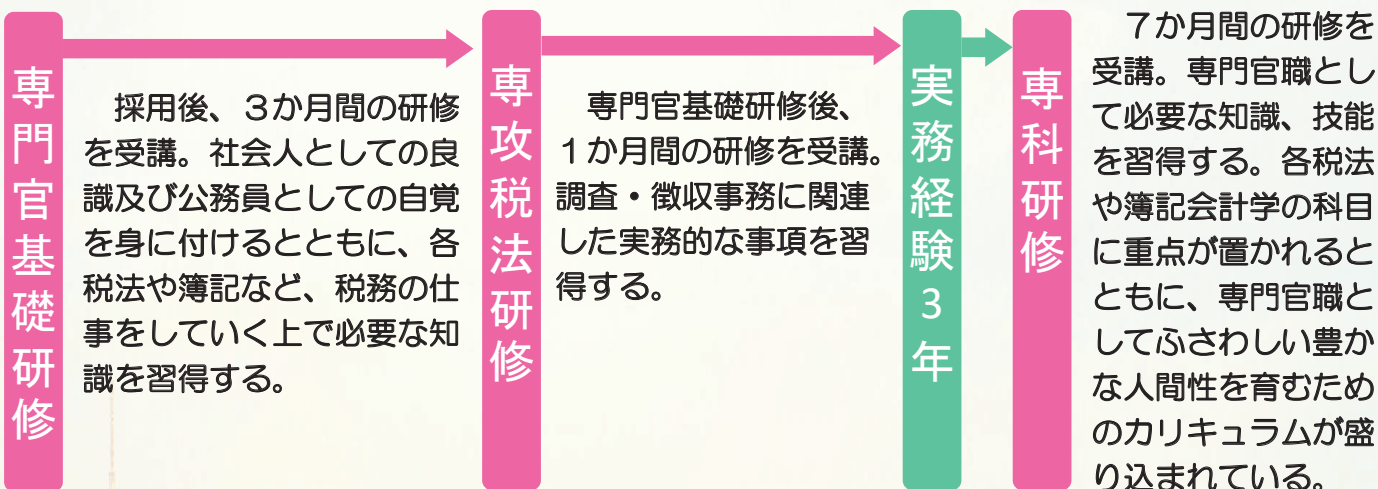 専門官基礎研修
　採用後、３か月間の研修
を受講。社会人としての良
識及び公務員としての自覚
を身に付けるとともに、各
税法や簿記など、税務の仕
事をしていく上で必要な知
識を習得する。
専攻税法研修
　専門官基礎研修後、
１か月間の研修を受講。
調査・徴収事務に関連
した実務的な事項を習
得する。
実務経験３年
専科研修
　７か月間の研修を
受講。専門官職とし
て必要な知識、技能
を習得する。各税法
や簿記会計学の科目
に重点が置かれると
ともに、専門官職と
してふさわしい豊か
な人間性を育むため
のカリキュラムが盛
り込まれている。